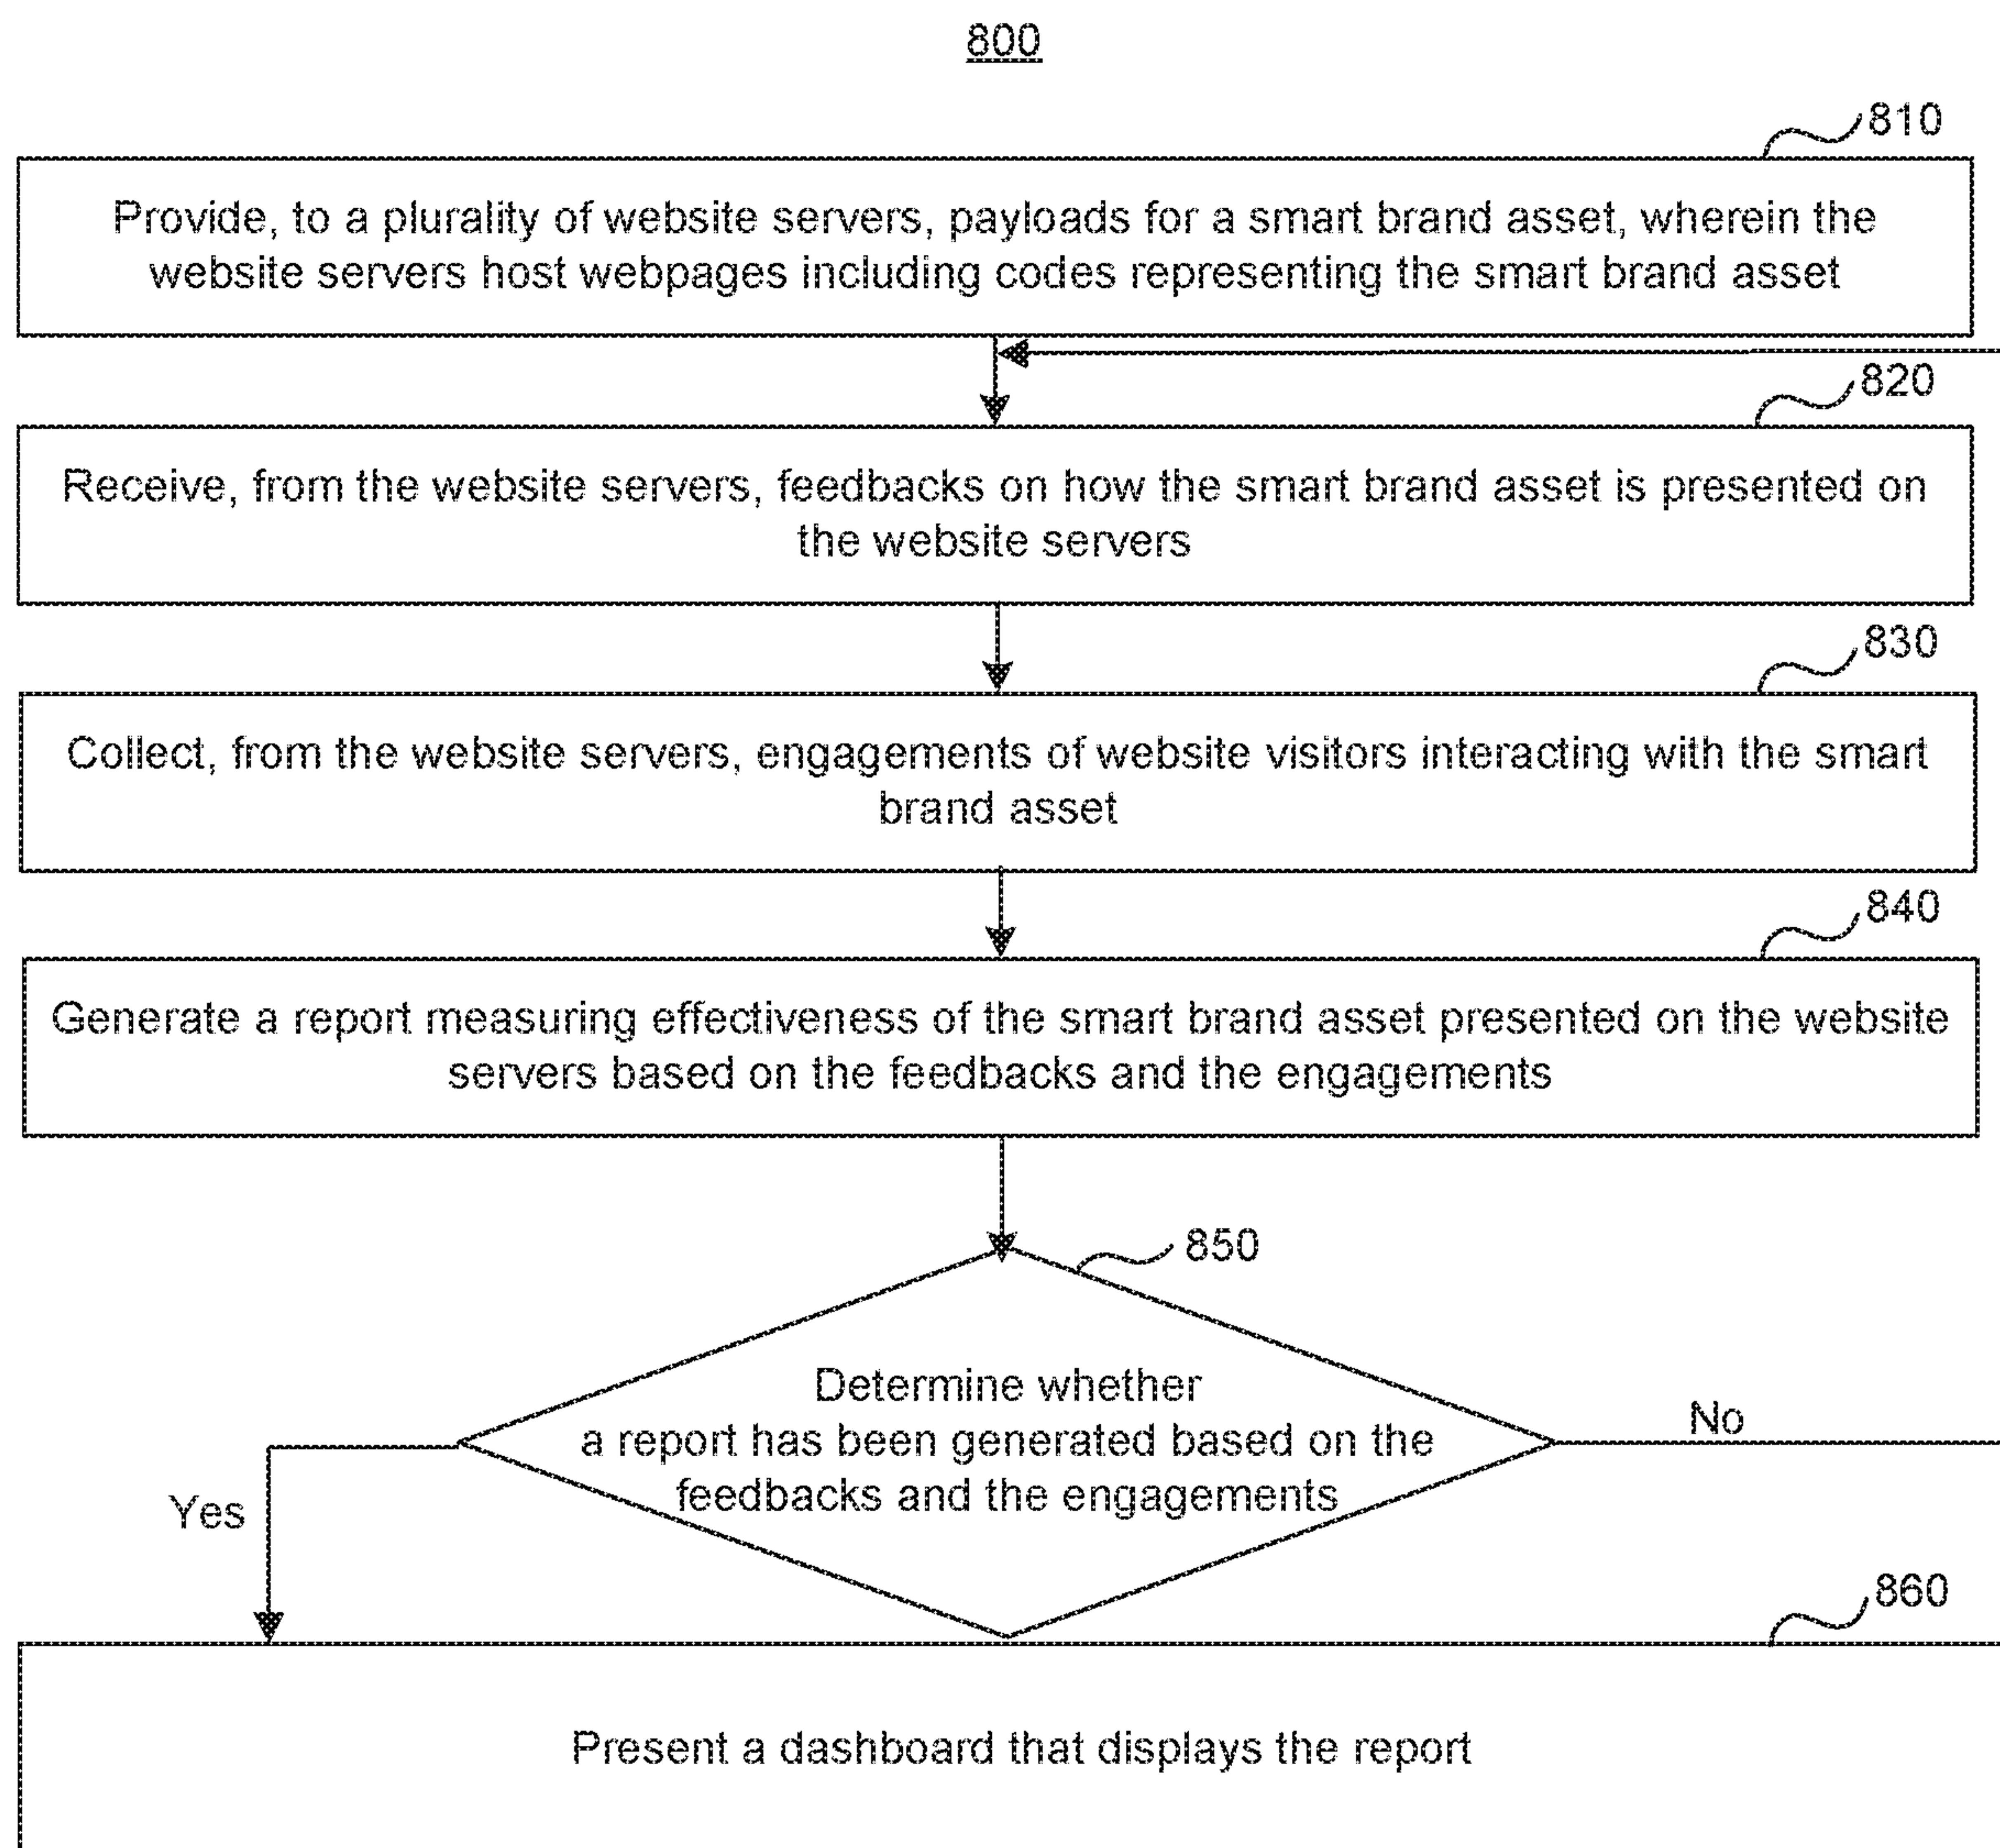 800
810
Provide, to a plurality of website servers, payloads for a smart brand asset, wherein the
website servers host webpages including codes representing the smart brand asset
820
Receive, from the website servers, feedbacks on how the smart brand asset is presented on
the website servers
830
Collect, from the website servers, engagements of website visitors interacting with the smart
brand asset
840
Generate a report measuring effectiveness of the smart brand asset presented on the website
servers based on the feedbacks and the engagements
850
Determine whether
a report has been generated based on the
feedbacks and the engagements
No
Yes
860
Present a dashboard that displays the report